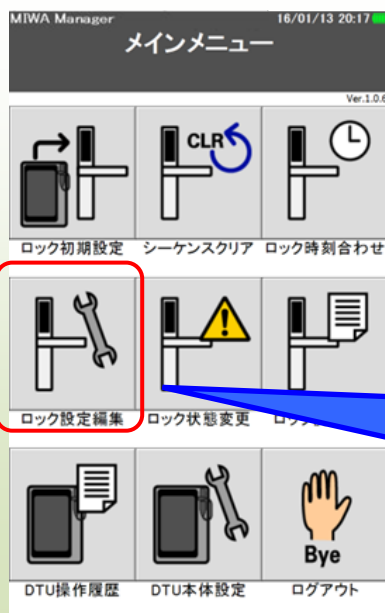 MIWA Manager 16/01/13 20:17
メインメニュー
Ver.1.0.6
CLR
ロック初期設定 シーケンスクリア ロック時刻合わせ
ロック設定編集 ロック状態変更 ロック
Bye
DTU操作履歴 DTU本体設定 ログアウト